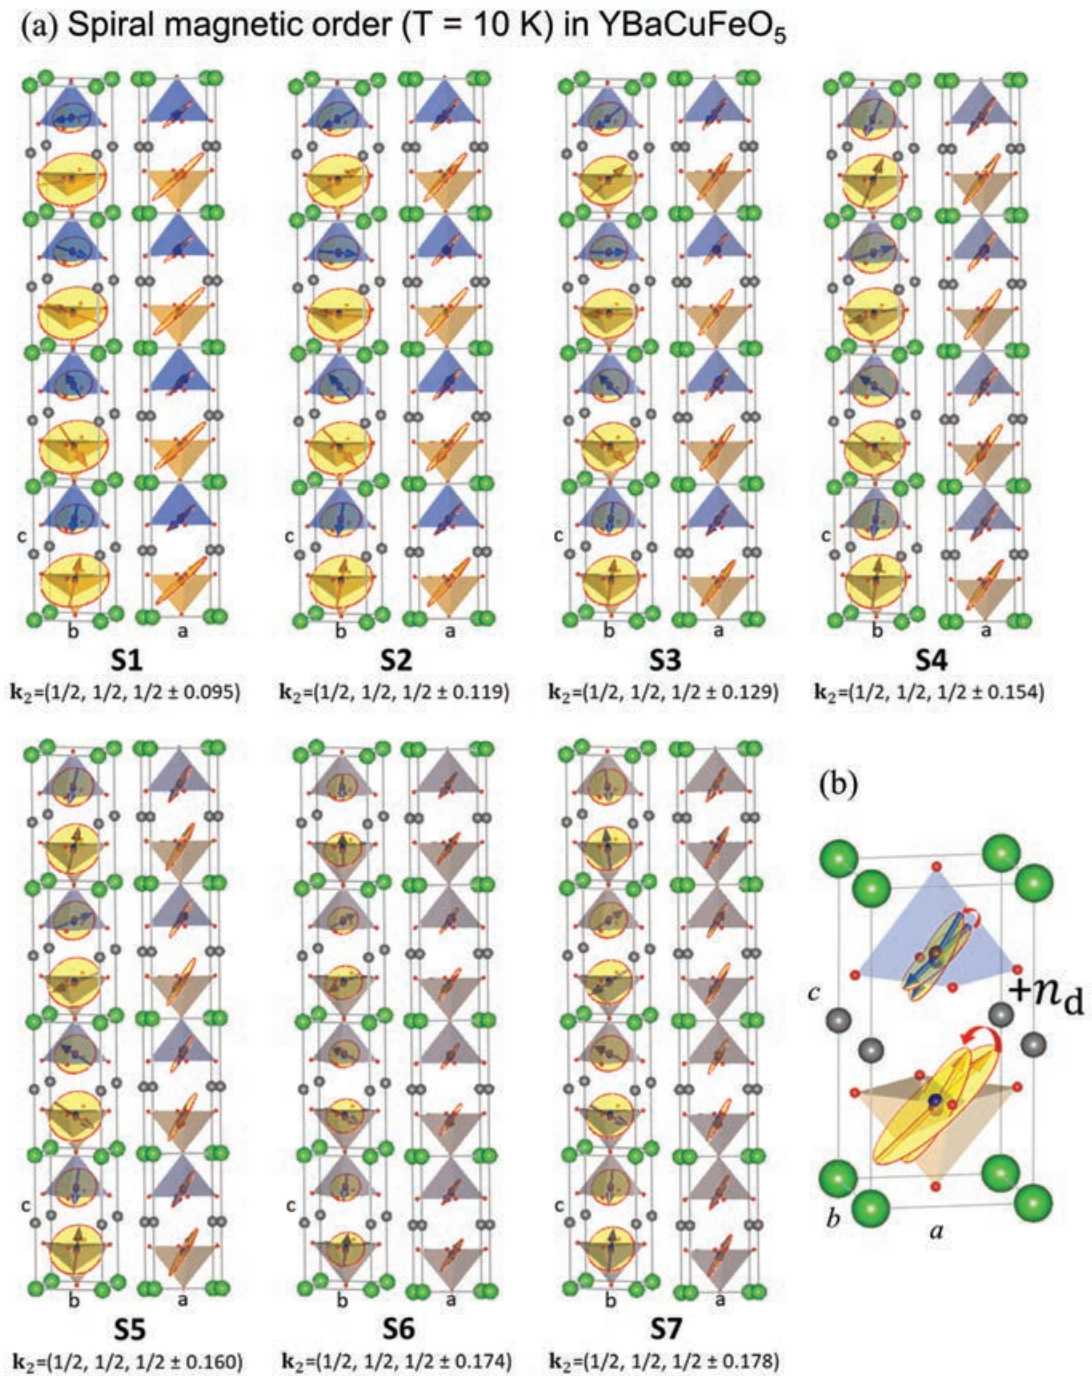 (a) Spiral magnetic order (T = 10 K) in YBaCuFeO₅
c
b
a
c
b
a
c
b
a
c
b
a
S1
S2
S3
S4
k₂=(1/2, 1/2, 1/2 ± 0.095)
k₂=(1/2, 1/2, 1/2 ± 0.119)
k₂=(1/2, 1/2, 1/2 ± 0.129)
k₂=(1/2, 1/2, 1/2 ± 0.154)
c
b
a
c
b
a
c
b
a
S5
S6
S7
k₂=(1/2, 1/2, 1/2 ± 0.160)
k₂=(1/2, 1/2, 1/2 ± 0.174)
k₂=(1/2, 1/2, 1/2 ± 0.178)
(b)
c
+n_d
b
a